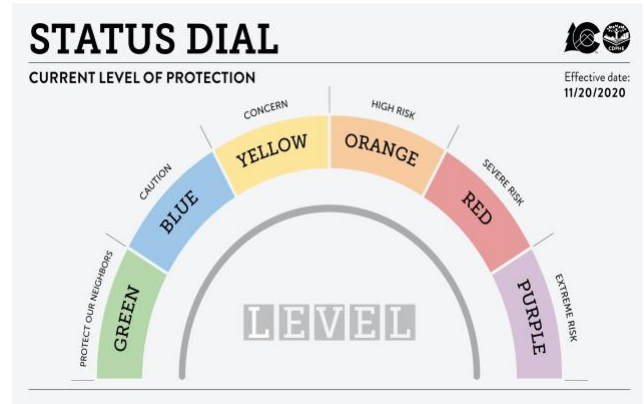 STATUS DIAL
CURRENT LEVEL OF PROTECTION
CDPHE
Effective date:
11/20/2020
PROTECT OUR NEIGHBORS
GREEN
CAUTION
BLUE
CONCERN
YELLOW
HIGH RISK
ORANGE
SEVERE RISK
RED
EXTREME RISK
PURPLE
LEVEL